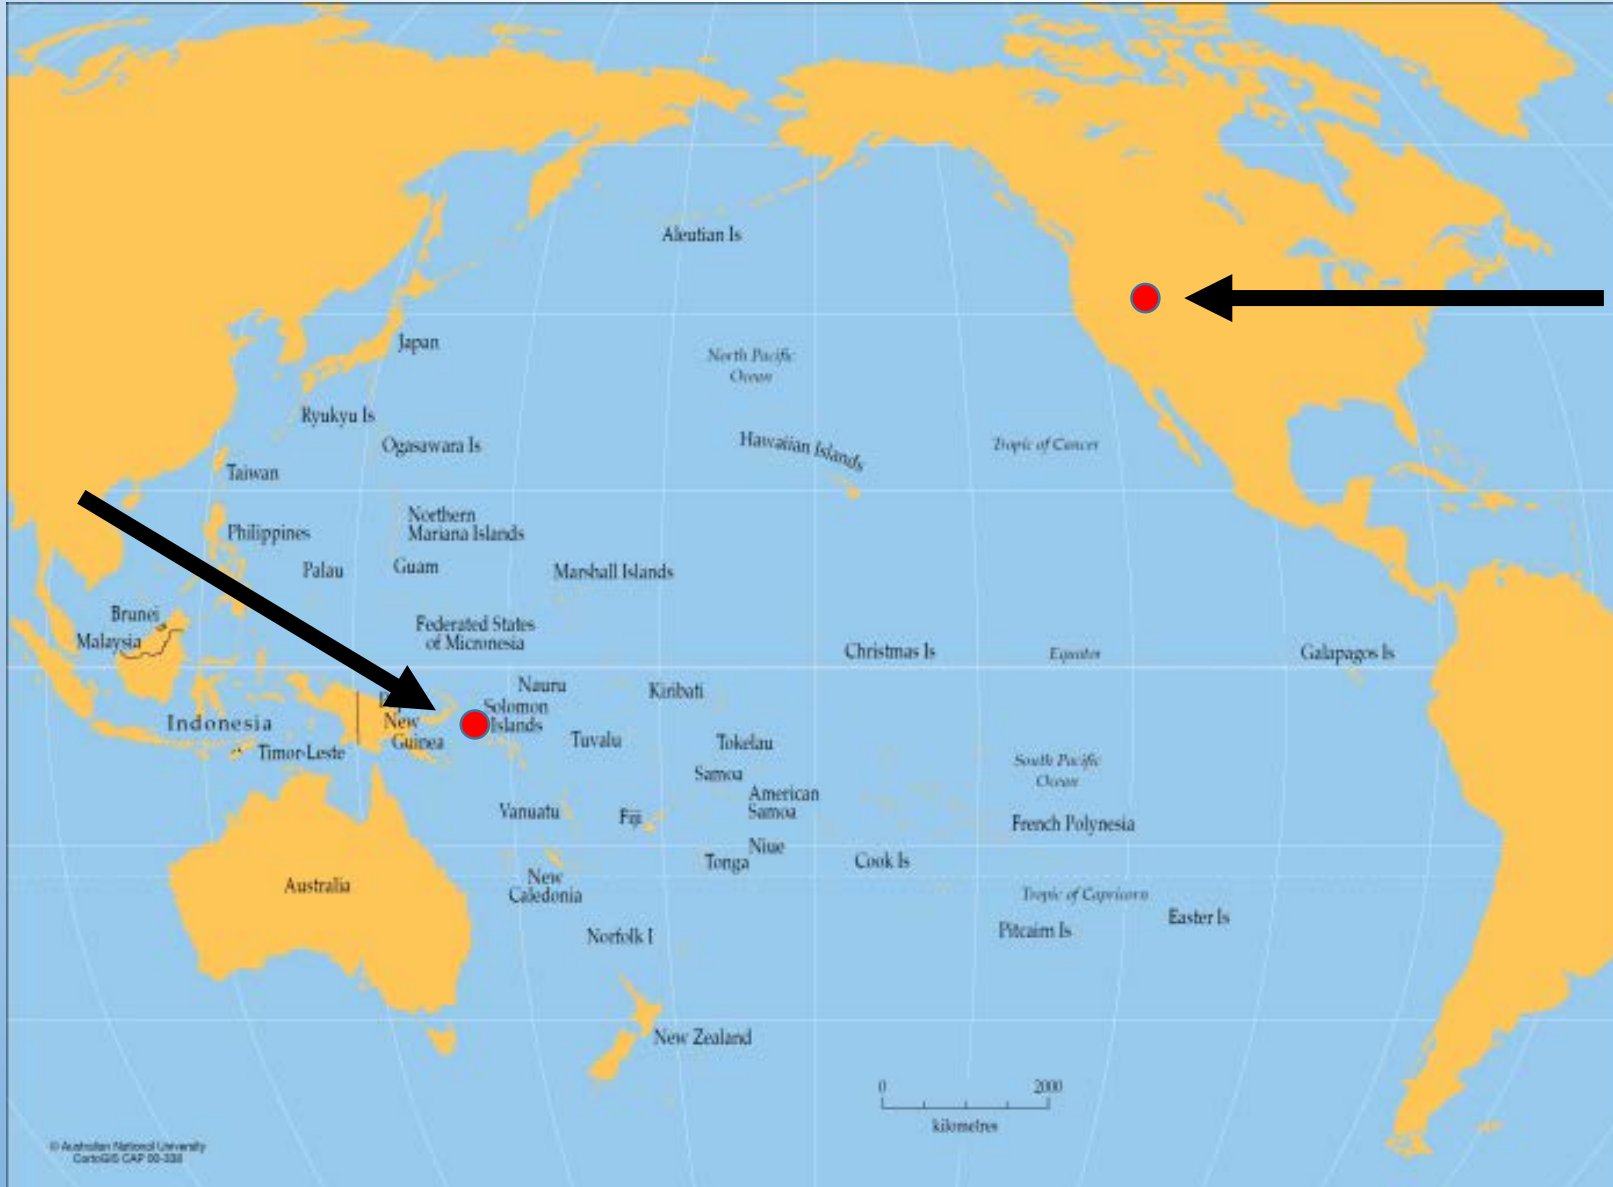 Aleutian Is
Japan
North Pacific
Ocean
Ryukyu Is
Ogasawara Is
Hawaiian Islands
Tropic of Cancer
Taiwan
Northern
Mariana Islands
Philippines
Palau
Guam
Marshall Islands
Brunei
Malaysia
Federated States
of Micronesia
Christmas Is
Equator
Galapagos Is
Nauru
Kiribati
Solomon
Islands
New
Guinea
Indonesia
Timor-Leste
Tuvalu
Tokelau
Samoa
American
Samoa
South Pacific
Ocean
Vanuatu
Fiji
French Polynesia
Niue
Tonga
Cook Is
Australia
New
Caledonia
Tropic of Capricorn
Easter Is
Pitcairn Is
Norfolk I
New Zealand
0 2000
kilometres
© Australian National University
CartoGIS CAP 00-338